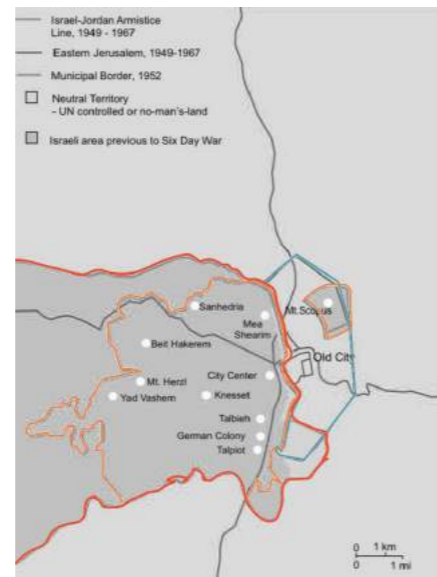 Israel-Jordan Armistice
Line, 1949 - 1967
Eastern Jerusalem, 1949-1967
Municipal Border, 1952
Neutral Territory
- UN controlled or no-man's-land
Israeli area previous to Six Day War
Sanhedria
Mt.Scopus
Mea
Shearim
Beit Hakerem
Old City
City Center
Mt. Herzl
Yad Vashem
Knesset
Talbieh
German Colony
Talpiot
0 1 km
0 1 mi